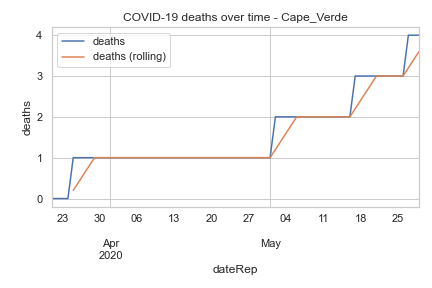 COVID-19 deaths over time - Cape_Verde
deaths
deaths (rolling)
4
3
2
1
0
deaths
23 30 06 13 20 27 04 11 18 25
Apr May
2020
dateRep